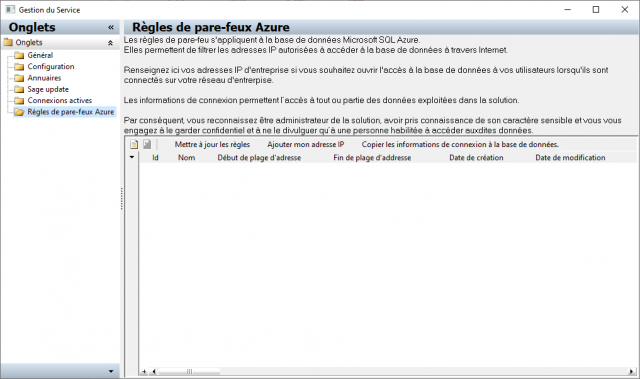 Gestion du Service
Onglets «
Onglets
Général
Configuration
Annuaires
Sage update
Connexions actives
Règles de pare-feux Azure
Règles de pare-feux Azure
Les règles de pare-feu s'appliquent à la base de données Microsoft SQL Azure.
Elles permettent de filtrer les adresses IP autorisées à accéder à la base de données à travers Internet.
Renseignez ici vos adresses IP d'entreprise si vous souhaitez ouvrir l'accès à la base de données à vos utilisateurs lorsqu'ils sont
connectés sur votre réseau d'entrerpise.
Les informations de connexion permettent l'accès à tout ou partie des données exploitées dans la solution.
Par conséquent, vous reconnaissez être administrateur de la solution, avoir pris connaissance de son caractère sensible et vous vous
engagez à le garder confidentiel et à ne le divulguer qu'à une personne habilitée à accéder auxdites données.
Mettre à jour les règles Ajouter mon adresse IP Copier les informations de connexion à la base de données.
Id Nom Début de plage d'adresse Fin de plage d'addresse Date de création Date de modification